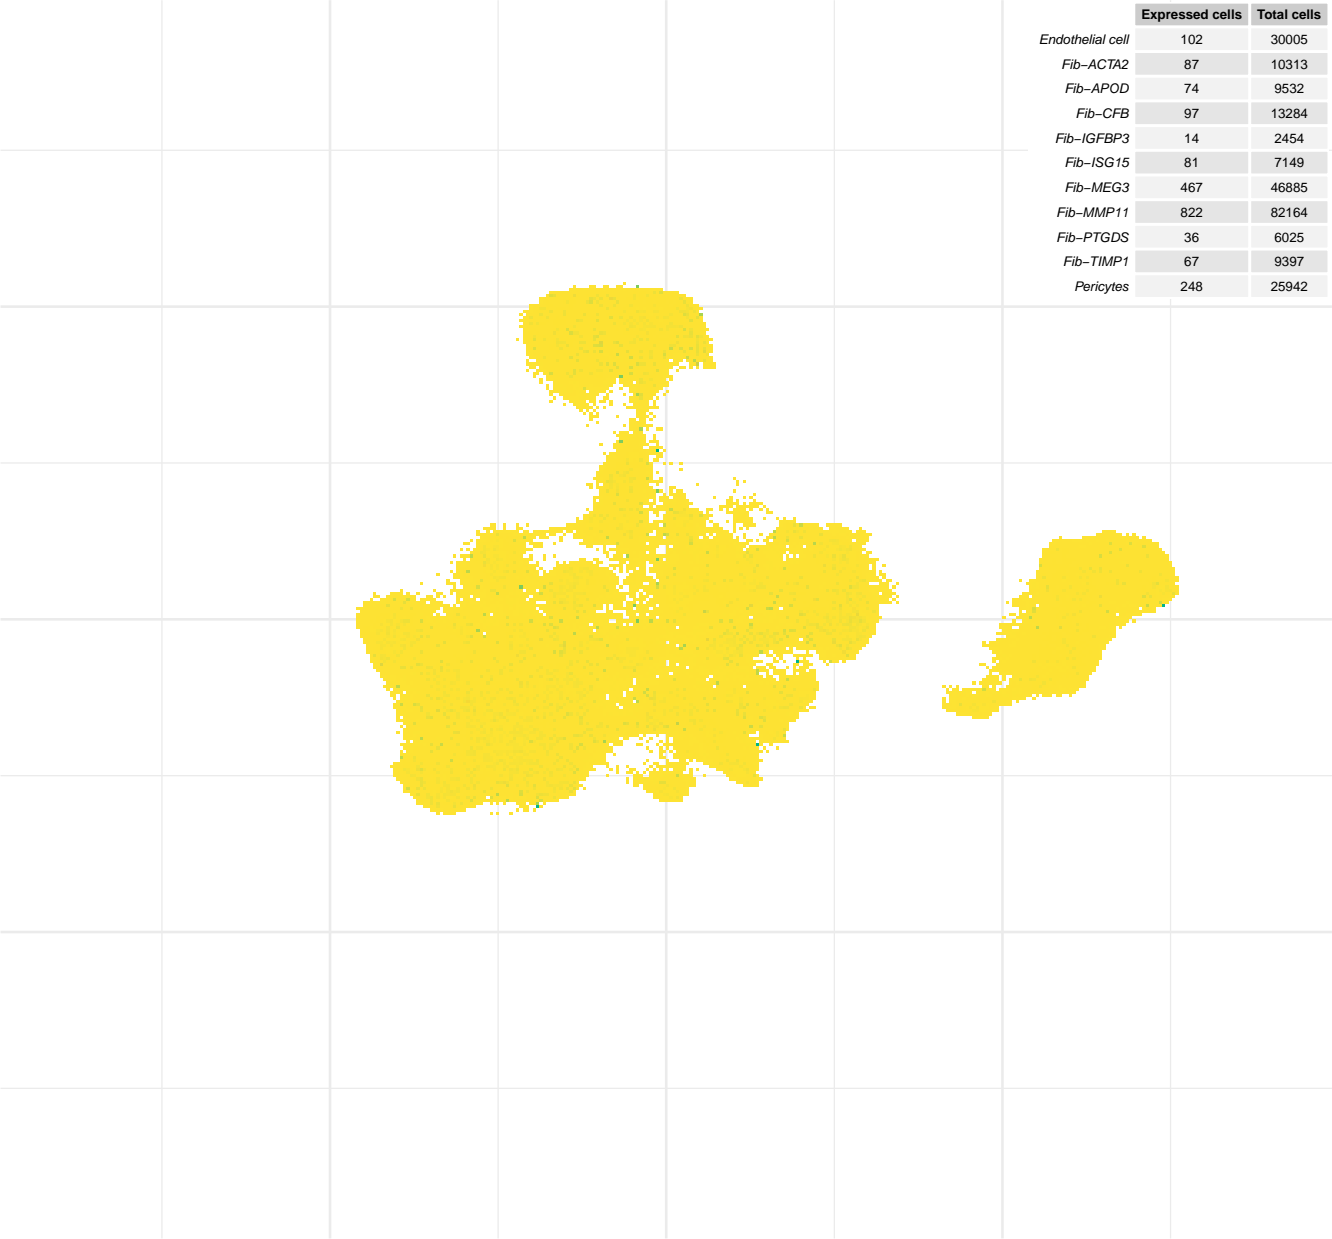 Expressed cells Total cells
Endothelial cell 102 30005
Fib−ACTA2 87 10313
Fib−APOD 74 9532
Fib−CFB 97 13284
Fib−IGFBP3 14 2454
Fib−ISG15 81 7149
Fib−MEG3 467 46885
Fib−MMP11 822 82164
Fib−PTGDS 36 6025
Fib−TIMP1 67 9397
Pericytes 248 25942